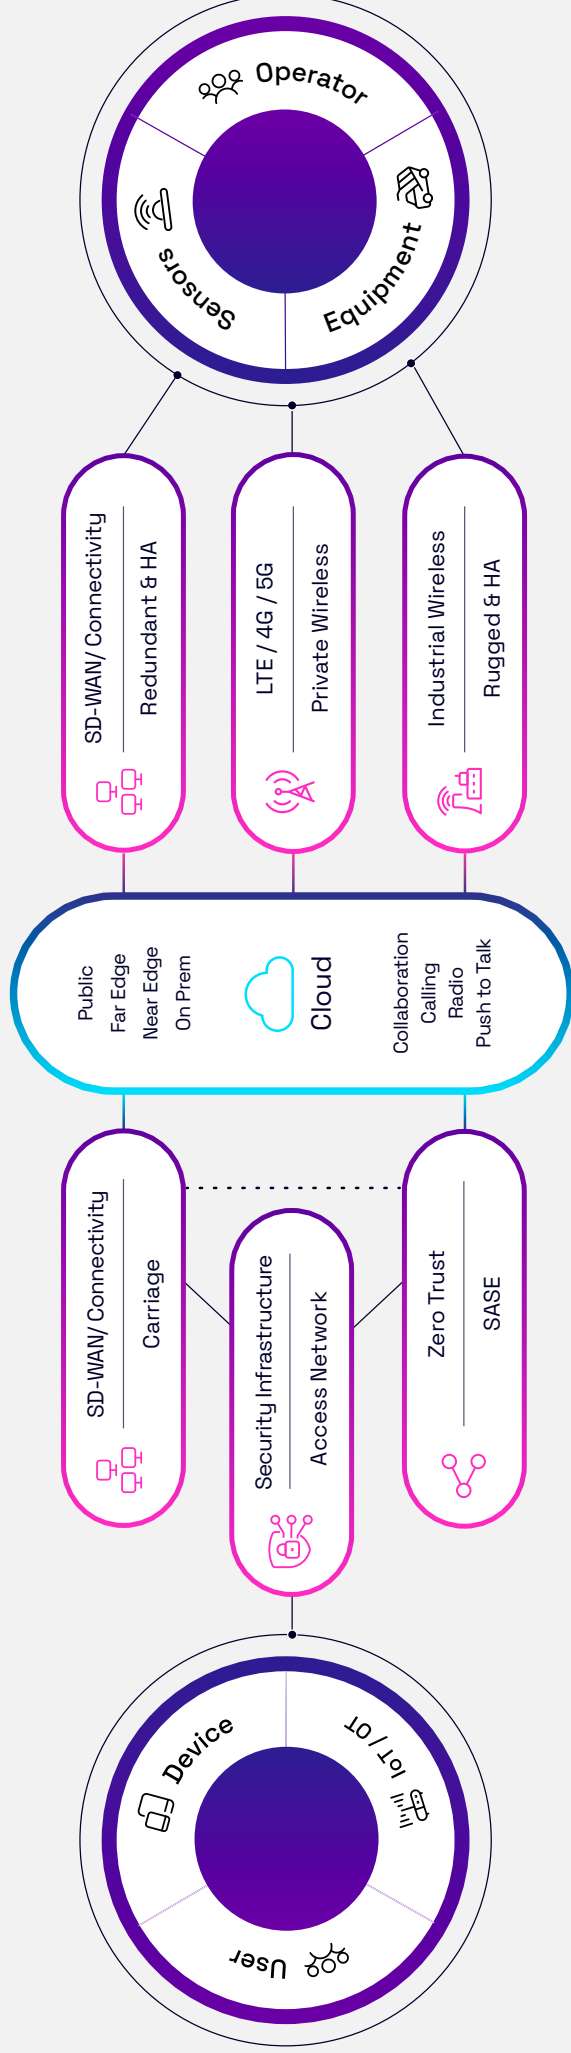 Operator
Sensors
Equipment
SD-WAN/ Connectivity
Redundant & HA
LTE / 4G / 5G
Private Wireless
Industrial Wireless
Rugged & HA
Public
Far Edge
Near Edge
On Prem
Cloud
Collaboration
Calling
Radio
Push to Talk
SD-WAN/ Connectivity
Carriage
Security Infrastructure
Access Network
Zero Trust
SASE
Device
IoT / OT
User